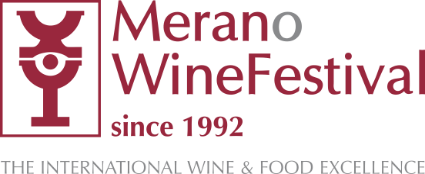 Merano
WineFestival
since 1992
THE INTERNATIONAL WINE & FOOD EXCELLENCE